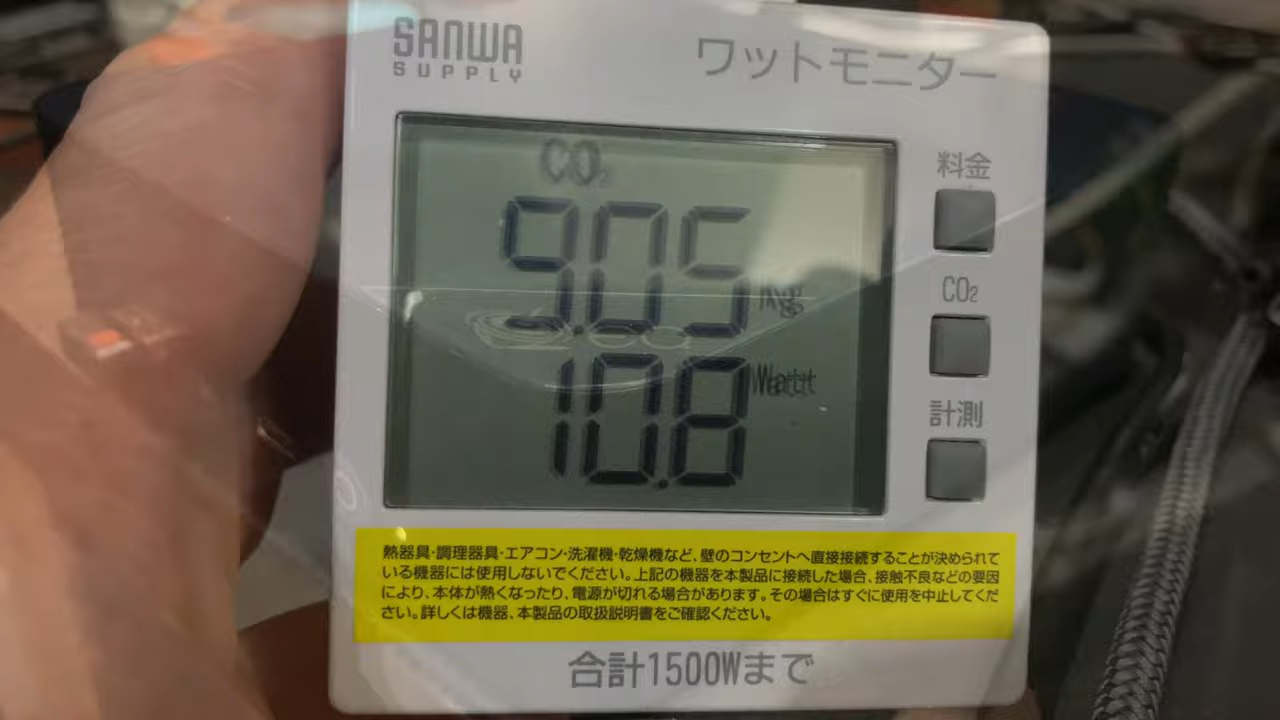 SANWA
SUPPLY
ワットモニター
料金
CO₂
9.05 Kg
CO₂
10.8 Watt
計測
熱器具・調理器具・エアコン・洗濯機・乾燥機など、壁のコンセントへ直接接続することが決められて
いる機器には使用しないでください。上記の機器を本製品に接続した場合、接触不良などの要因
により、本体が熱くなったり、電源が切れる場合があります。その場合はすぐに使用を中止してくだ
さい。詳しくは機器、本製品の取扱説明書をご確認ください。
合計1500Wまで